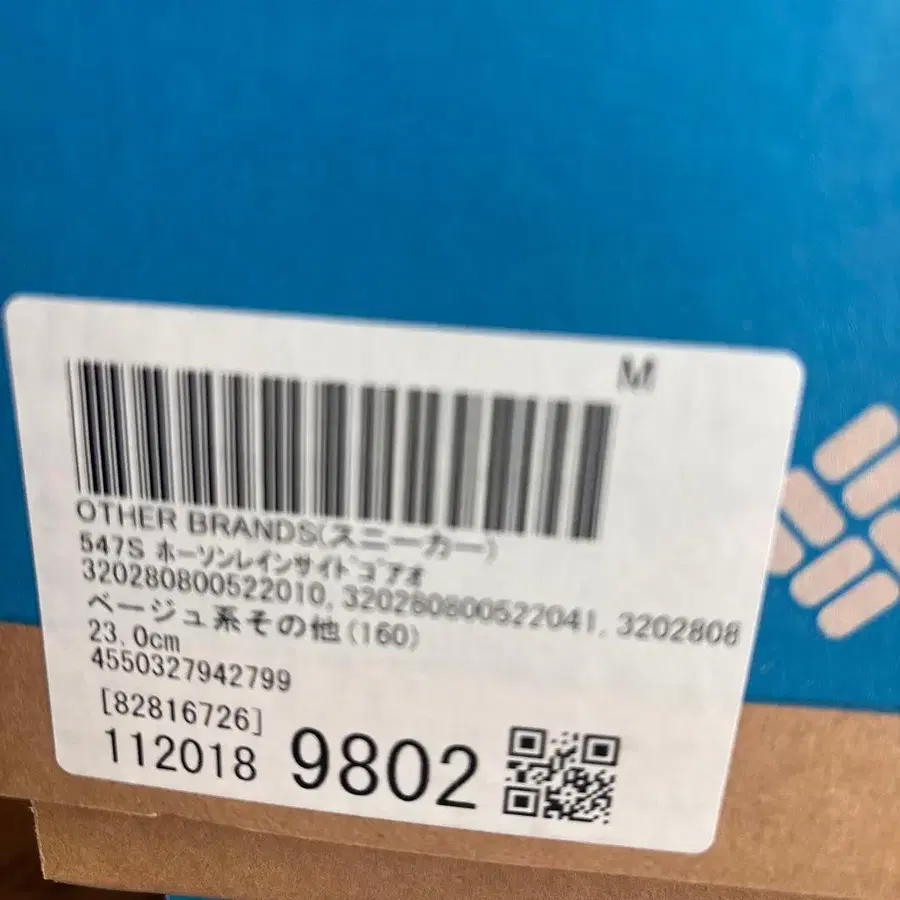 M
OTHER BRANDS(スニーカー)
547S ホーソンレインサイドゴアオ
320280800522010, 320280800522041, 3202808
ベージュ系その他(160)
23.0cm
4550327942799
[82816726]
112018 9802